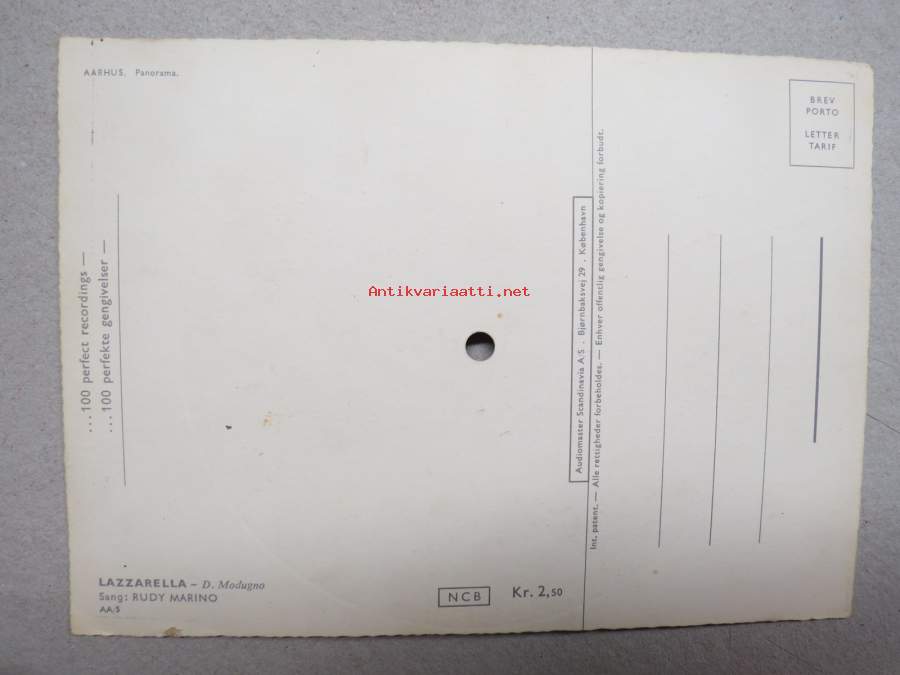 AARHUS. Panorama.
BREV
PORTO
LETTER
TARIF
...100 perfect recordings —
...100 perfekte gengivelser —
Antikvariaatti.net
Audiomaster Scandinavia A/S . Bjørnbaksvej 29 . København
Int. patent. — Alle rettigheder forbeholdes. — Enhver offentlig gengivelse og kopiering forbudt.
LAZZARELLA – D. Modugno
Sang: RUDY MARINO
AA/5
NCB
Kr. 2,50